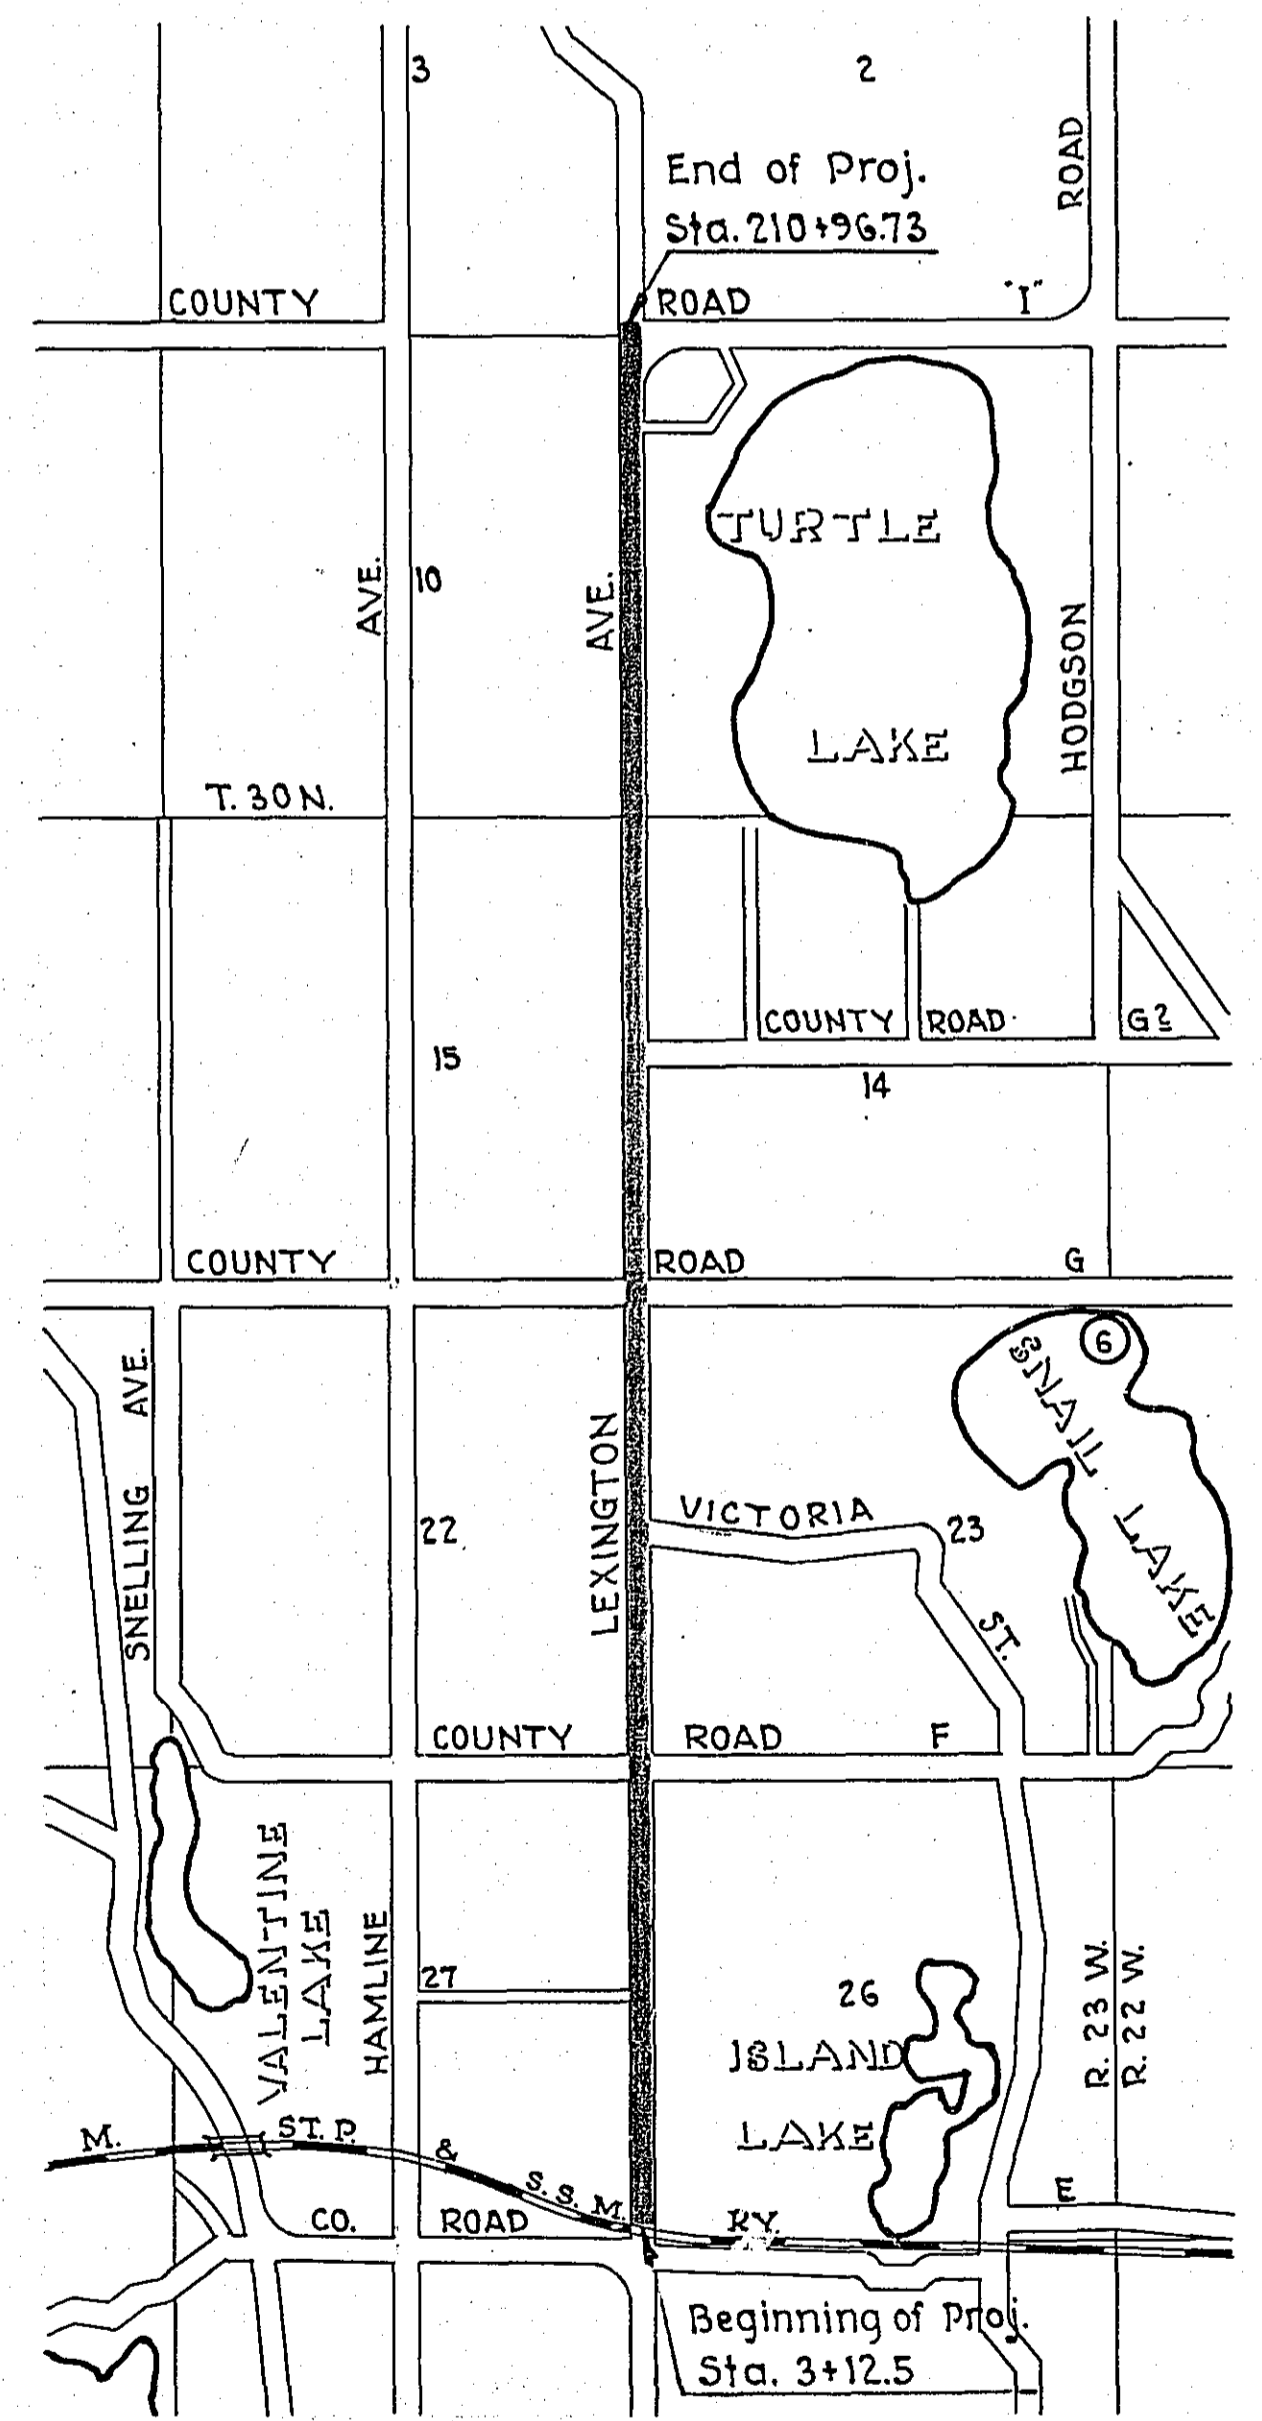 3
2
ROAD
End of Proj.
Sta. 210+96.73
COUNTY ROAD "I"
TURTLE
AVE.
10
AVE.
HODGSON
LAKE
T. 30 N.
COUNTY ROAD G2
15
14
COUNTY ROAD G
6
SNAIL
LAKE
SNELLING AVE.
LEXINGTON
VICTORIA
22
23
ST.
COUNTY ROAD F
VALENTINE
LAKE
HAMLINE
27
26
ISLAND
LAKE
R. 23 W.
R. 22 W.
M. ST. P. & S. S. M. RY.
CO. ROAD E
Beginning of Proj.
Sta. 3+12.5